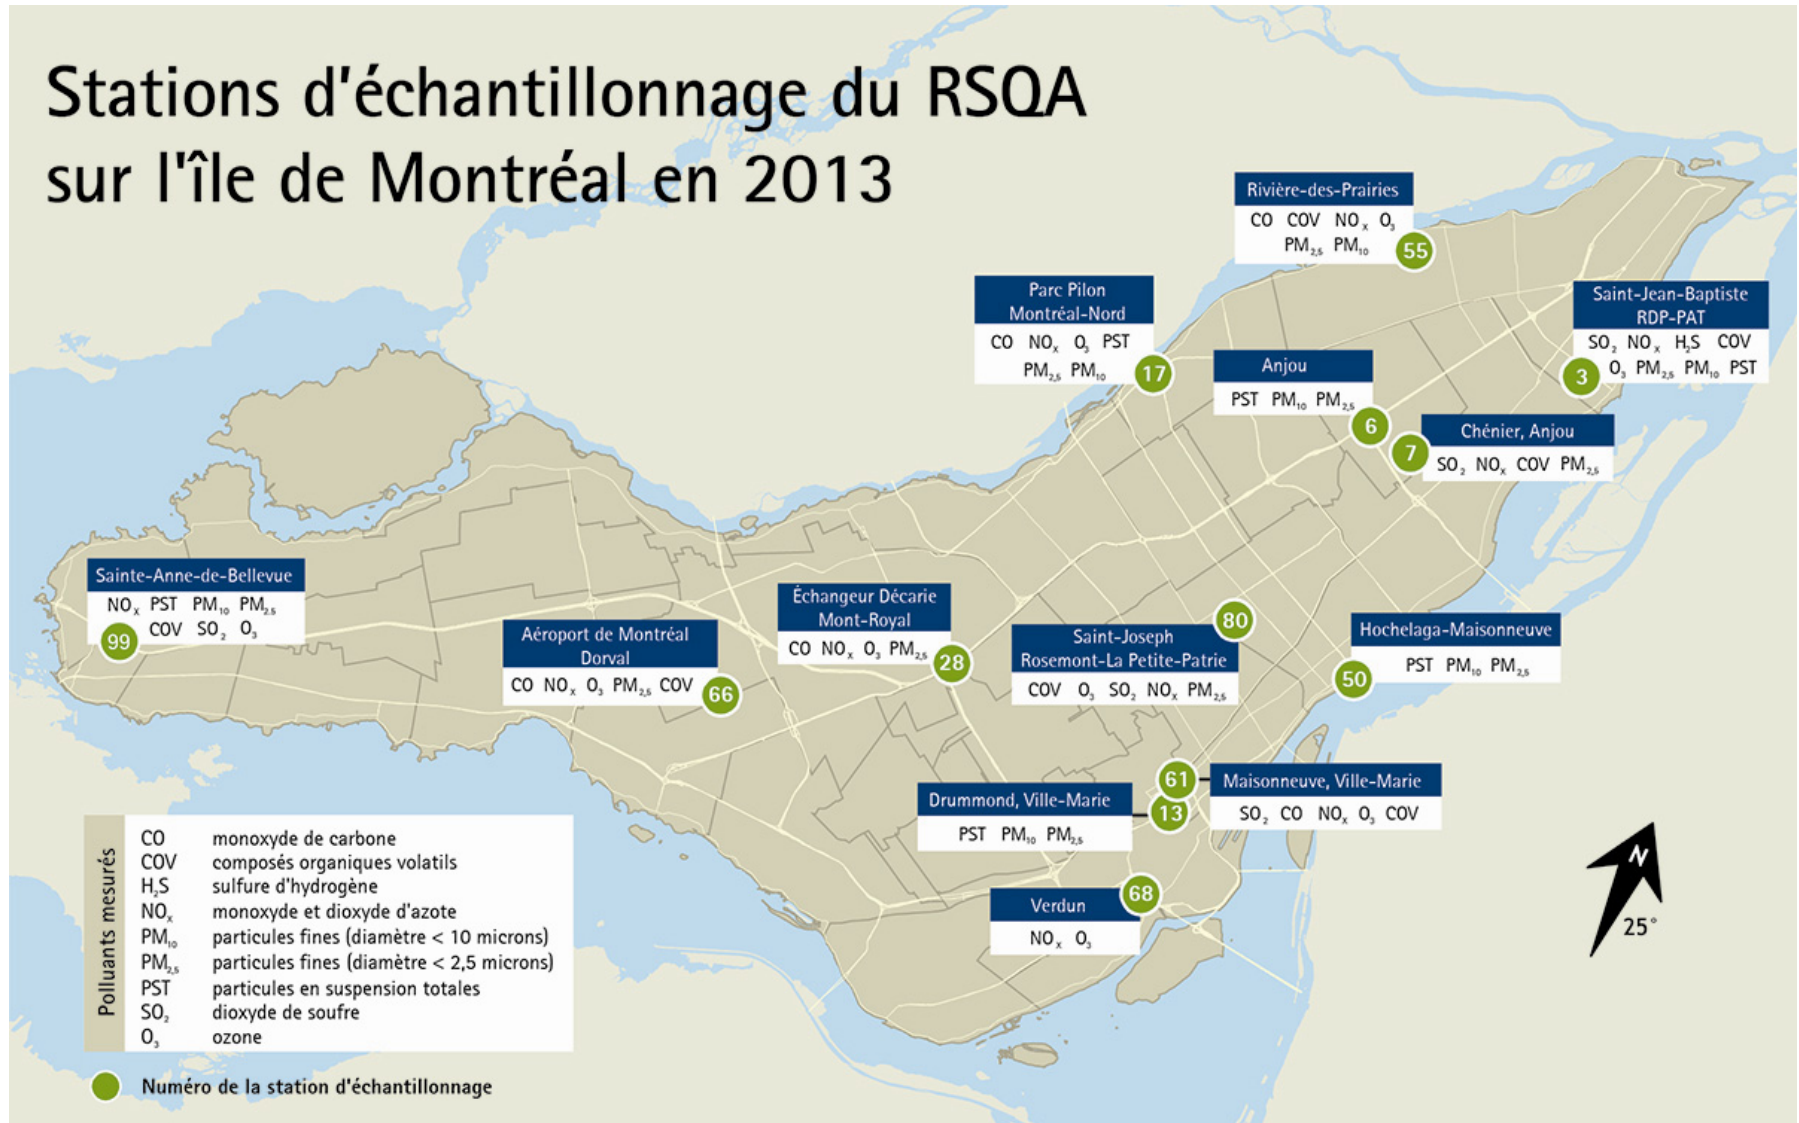 Stations d'échantillonnage du RSQA
sur l'île de Montréal en 2013
Rivière-des-Prairies
CO COV NOₓ O₃
PM₂,₅ PM₁₀
55
Parc Pilon
Montréal-Nord
CO NOₓ O₃ PST
PM₂,₅ PM₁₀
17
Saint-Jean-Baptiste
RDP-PAT
SO₂ NOₓ H₂S COV
O₃ PM₂,₅ PM₁₀ PST
3
Anjou
PST PM₁₀ PM₂,₅
6
Chénier, Anjou
SO₂ NOₓ COV PM₂,₅
7
Sainte-Anne-de-Bellevue
NOₓ PST PM₁₀ PM₂,₅
COV SO₂ O₃
99
Aéroport de Montréal
Dorval
CO NOₓ O₃ PM₂,₅ COV
66
Échangeur Décarie
Mont-Royal
CO NOₓ O₃ PM₂,₅
28
Saint-Joseph
Rosemont-La Petite-Patrie
COV O₃ SO₂ NOₓ PM₂,₅
80
Hochelaga-Maisonneuve
PST PM₁₀ PM₂,₅
50
61
Maisonneuve, Ville-Marie
SO₂ CO NOₓ O₃ COV
Drummond, Ville-Marie
PST PM₁₀ PM₂,₅
13
Verdun
NOₓ O₃
68
N
25°
Polluants mesurés
CO monoxyde de carbone
COV composés organiques volatils
H₂S sulfure d'hydrogène
NOₓ monoxyde et dioxyde d'azote
PM₁₀ particules fines (diamètre < 10 microns)
PM₂,₅ particules fines (diamètre < 2,5 microns)
PST particules en suspension totales
SO₂ dioxyde de soufre
O₃ ozone
Numéro de la station d'échantillonnage